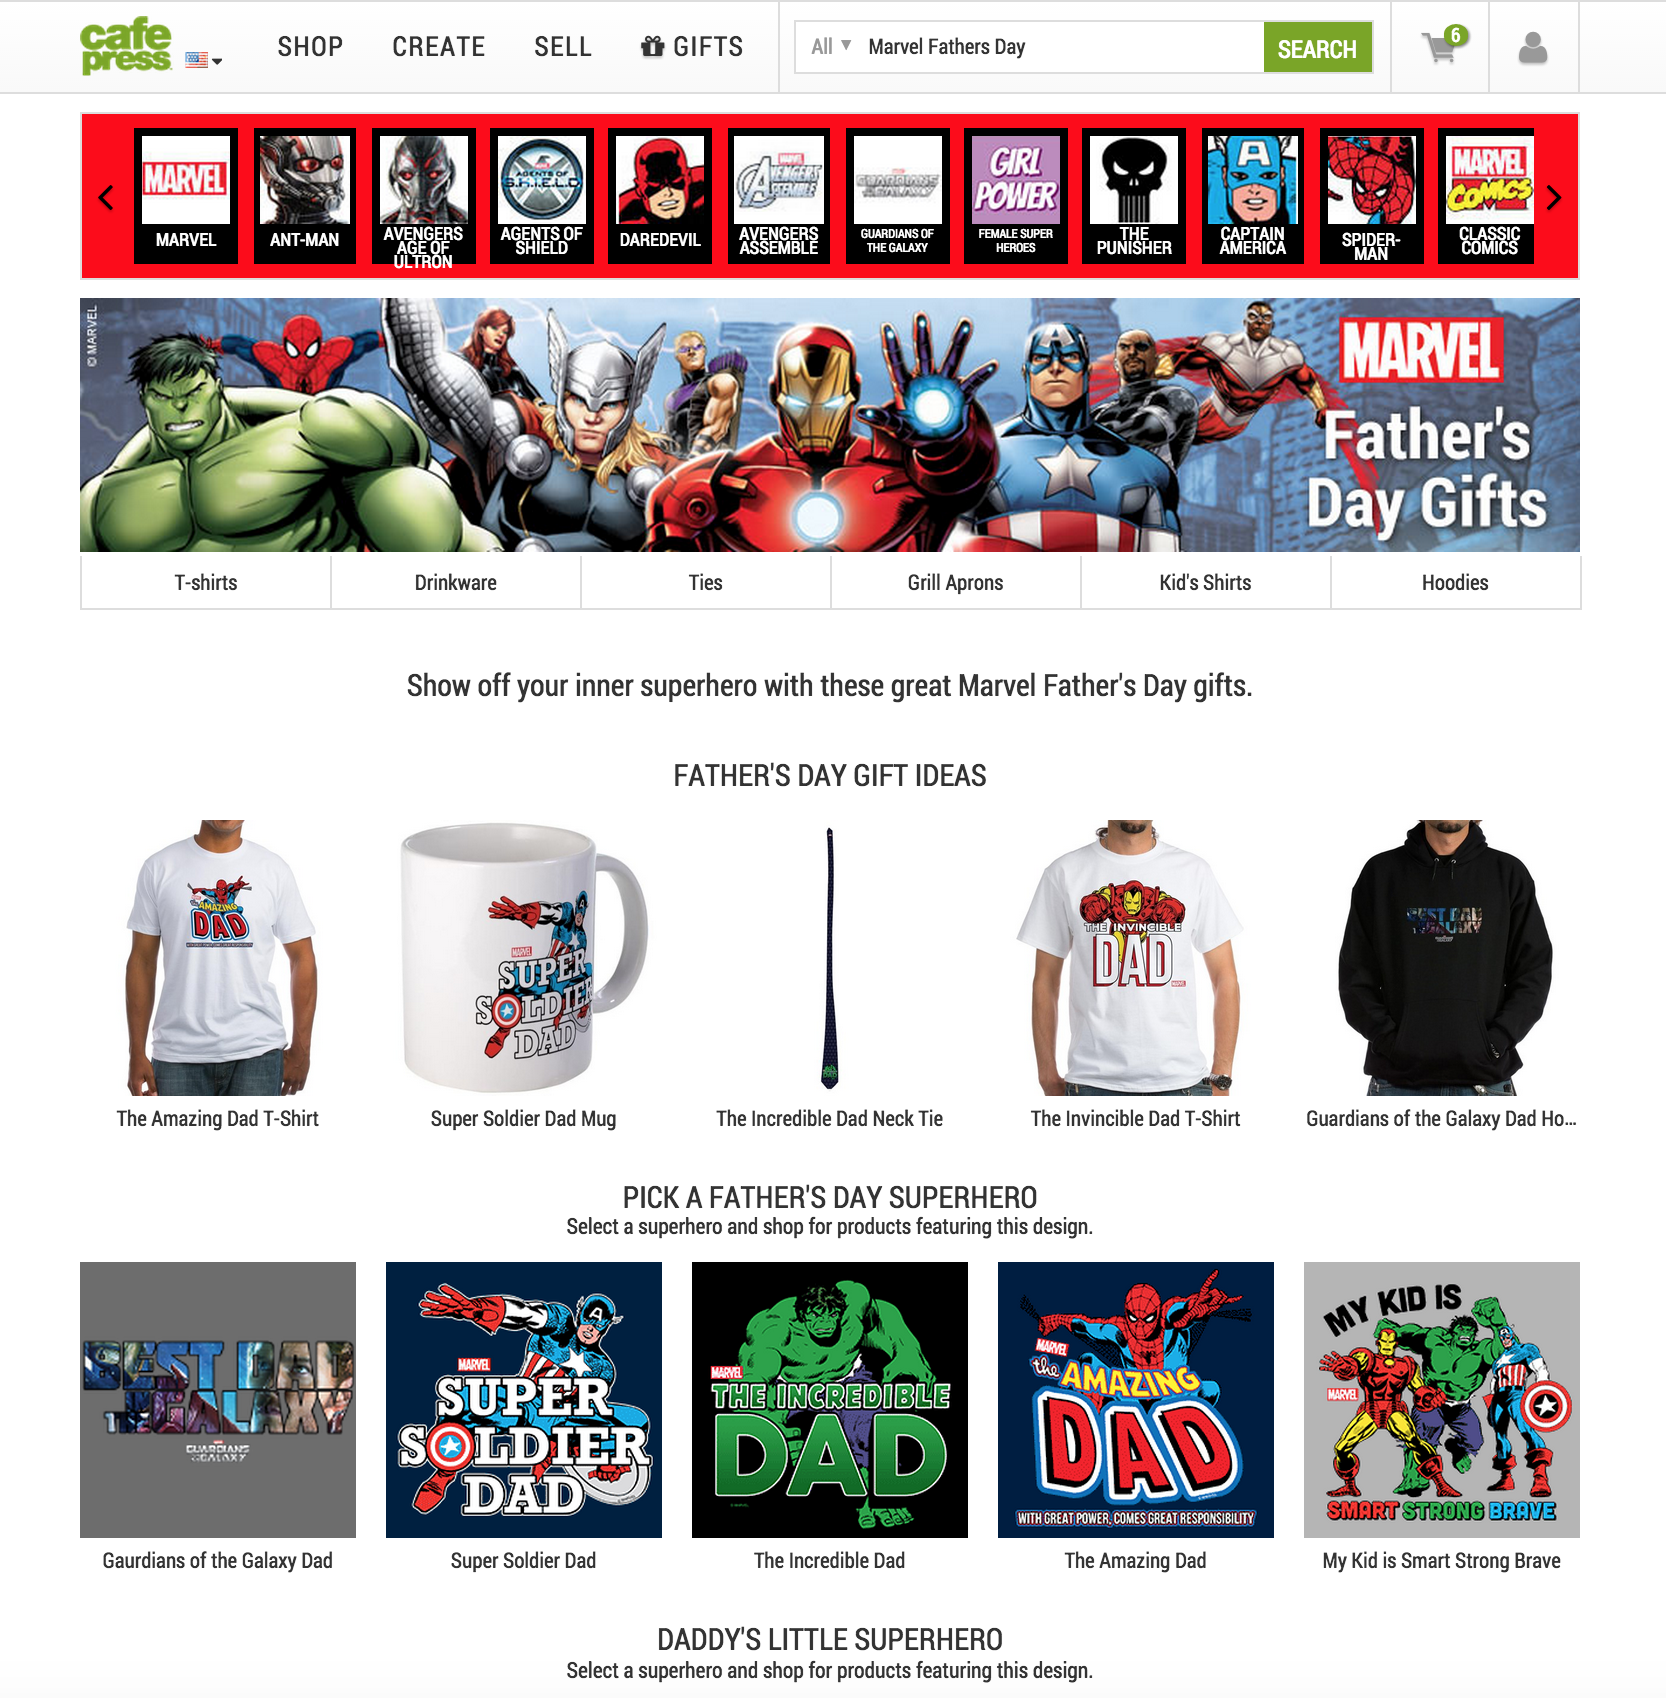 cafe
press
SHOP
CREATE
SELL
GIFTS
All ▼
Marvel Fathers Day
SEARCH
6
MARVEL
AGENTS OF
S.H.I.E.L.D
MARVEL
AVENGERS
ASSEMBLE
GUARDIANS
OF THE GALAXY
GIRL
POWER
MARVEL
COMICS
MARVEL
ANT-MAN
AVENGERS
AGE OF
ULTRON
AGENTS OF
SHIELD
DAREDEVIL
AVENGERS
ASSEMBLE
GUARDIANS OF
THE GALAXY
FEMALE SUPER
HEROES
THE
PUNISHER
CAPTAIN
AMERICA
SPIDER-
MAN
CLASSIC
COMICS
© MARVEL
MARVEL
Father's
Day Gifts
T-shirts
Drinkware
Ties
Grill Aprons
Kid's Shirts
Hoodies
Show off your inner superhero with these great Marvel Father's Day gifts.
FATHER'S DAY GIFT IDEAS
AMAZING
DAD
MARVEL
SUPER
SOLDIER
DAD
DAD
THE INVINCIBLE
DAD
MARVEL
BEST DAD
GALAXY
The Amazing Dad T-Shirt
Super Soldier Dad Mug
The Incredible Dad Neck Tie
The Invincible Dad T-Shirt
Guardians of the Galaxy Dad Ho...
PICK A FATHER'S DAY SUPERHERO
Select a superhero and shop for products featuring this design.
BEST DAD
IN THE GALAXY
GUARDIANS
OF THE GALAXY
MARVEL
SUPER
SOLDIER
DAD
MARVEL
THE INCREDIBLE
DAD
MARVEL
the AMAZING
DAD
WITH GREAT POWER, COMES GREAT RESPONSIBILITY
MY KID IS
MARVEL
SMART STRONG BRAVE
Gaurdians of the Galaxy Dad
Super Soldier Dad
The Incredible Dad
The Amazing Dad
My Kid is Smart Strong Brave
DADDY'S LITTLE SUPERHERO
Select a superhero and shop for products featuring this design.